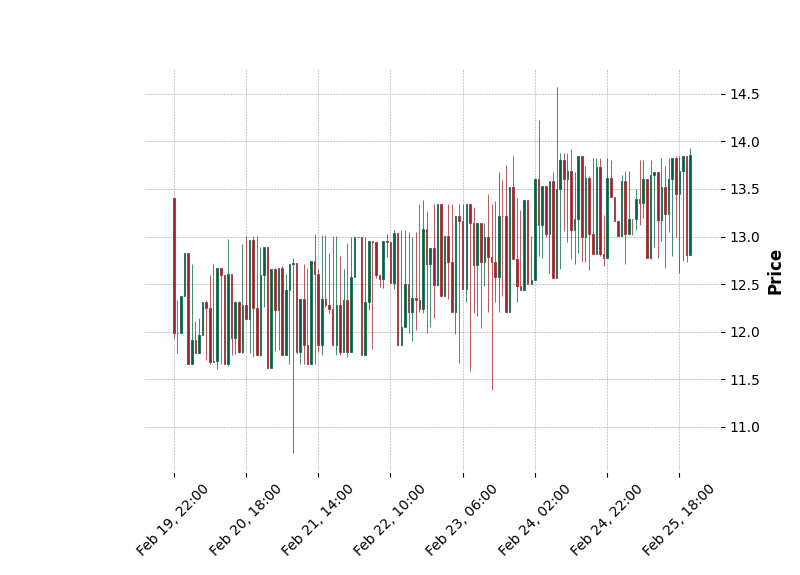 14.5
14.0
13.5
13.0
12.5
12.0
11.5
11.0
Price
Feb 19, 22:00
Feb 20, 18:00
Feb 21, 14:00
Feb 22, 10:00
Feb 23, 06:00
Feb 24, 02:00
Feb 24, 22:00
Feb 25, 18:00